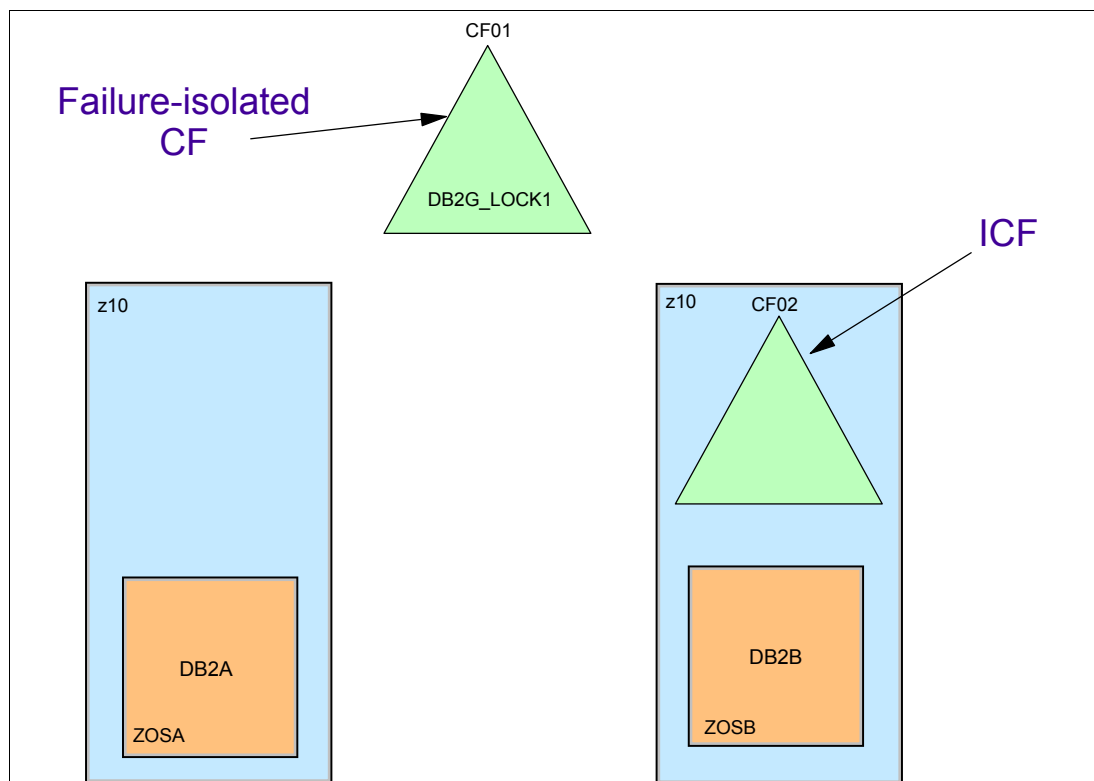 CF01
Failure-isolated
CF
DB2G_LOCK1
ICF
z10
z10
CF02
DB2A
DB2B
ZOSA
ZOSB